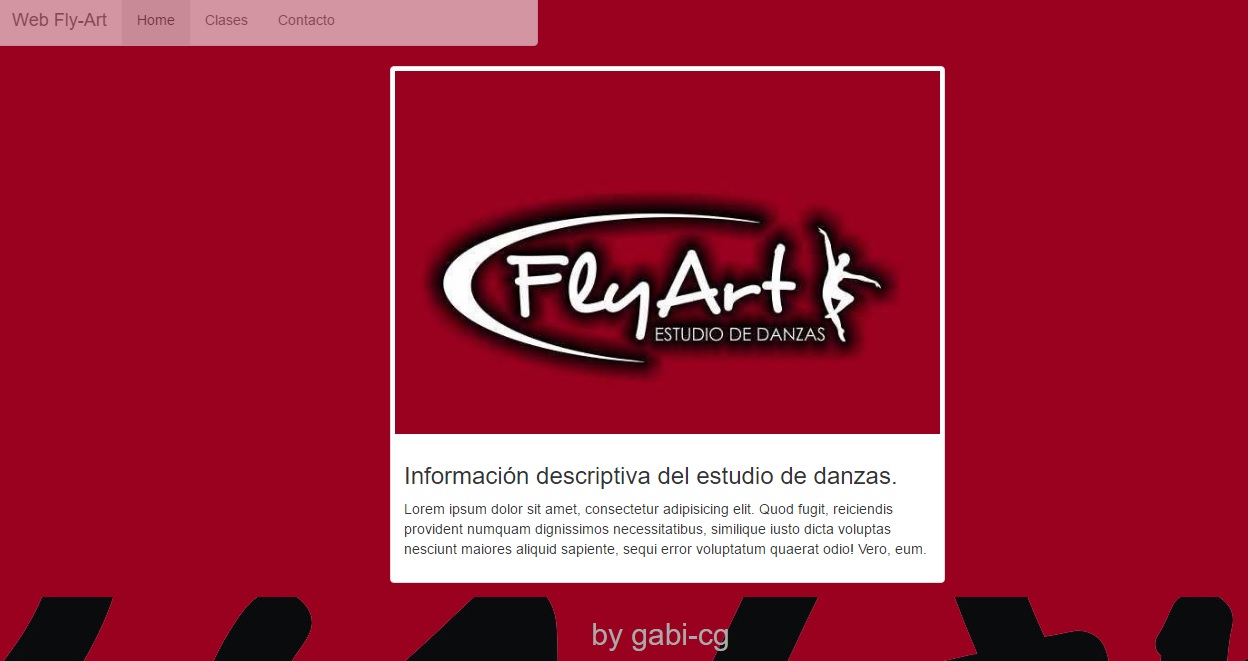 Web Fly-Art Home Clases Contacto
FlyArt
ESTUDIO DE DANZAS
Información descriptiva del estudio de danzas.
Lorem ipsum dolor sit amet, consectetur adipisicing elit. Quod fugit, reiciendis
provident numquam dignissimos necessitatibus, similique iusto dicta voluptas
nesciunt maiores aliquid sapiente, sequi error voluptatum quaerat odio! Vero, eum.
by gabi-cg